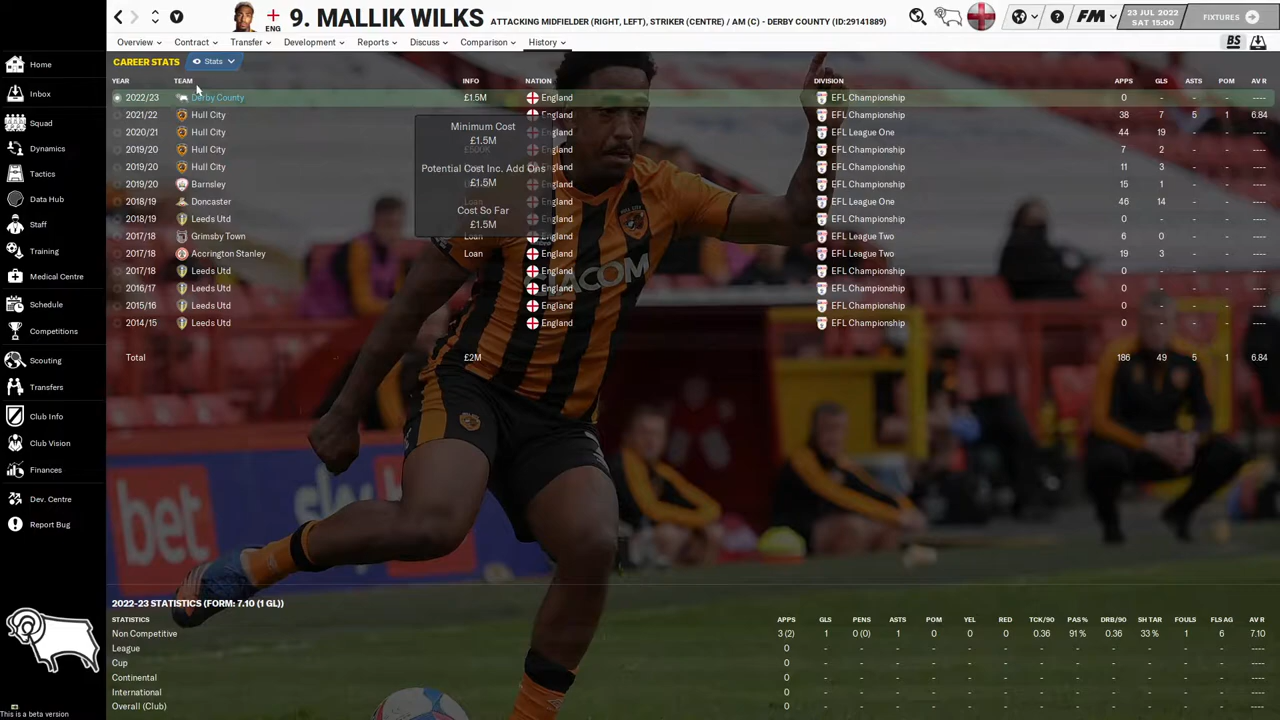 9. MALLIK WILKS
ATTACKING MIDFIELDER (RIGHT, LEFT), STRIKER (CENTRE) / AM (C) - DERBY COUNTY (ID:29141889)
ENG
FM
23 JUL 2022
SAT 15:00
FIXTURES
Overview Contract Transfer Development Reports Discuss Comparison History
BS
Home
Inbox
Squad
Dynamics
Tactics
Data Hub
Staff
Training
Medical Centre
Schedule
Competitions
Scouting
Transfers
Club Info
Club Vision
Finances
Dev. Centre
Report Bug
This is a beta version
CAREER STATS Stats
YEAR TEAM INFO NATION DIVISION APPS GLS ASTS POM AV R
2022/23 Derby County £1.5M England EFL Championship 0 - - - ----
2021/22 Hull City England EFL Championship 38 7 5 1 6.84
2020/21 Hull City England EFL League One 44 19 - - ----
2019/20 Hull City £500K England EFL Championship 7 2 - - ----
2019/20 Hull City England EFL Championship 11 3 - - ----
2019/20 Barnsley England EFL Championship 15 1 - - ----
2018/19 Doncaster Loan England EFL League One 46 14 - - ----
2018/19 Leeds Utd England EFL Championship 0 - - - ----
2017/18 Grimsby Town Loan England EFL League Two 6 0 - - ----
2017/18 Accrington Stanley Loan England EFL League Two 19 3 - - ----
2017/18 Leeds Utd England EFL Championship 0 - - - ----
2016/17 Leeds Utd England EFL Championship 0 - - - ----
2015/16 Leeds Utd England EFL Championship 0 - - - ----
2014/15 Leeds Utd England EFL Championship 0 - - - ----
Total £2M 186 49 5 1 6.84
Minimum Cost
£1.5M
Potential Cost Inc. Add Ons
£1.5M
Cost So Far
£1.5M
2022-23 STATISTICS (FORM: 7.10 (1 GL))
STATISTICS APPS GLS PENS ASTS POM YEL RED TCK/90 PAS % DRB/90 SH TAR FOULS FLS AG AV R
Non Competitive 3 (2) 1 0 (0) 1 0 0 0 0.36 91 % 0.36 33 % 1 6 7.10
League 0 - - - - - - - - - - - - ----
Cup 0 - - - - - - - - - - - - ----
Continental 0 - - - - - - - - - - - - ----
International 0 - - - - - - - - - - - - ----
Overall (Club) 0 - - - - - - - - - - - - ----